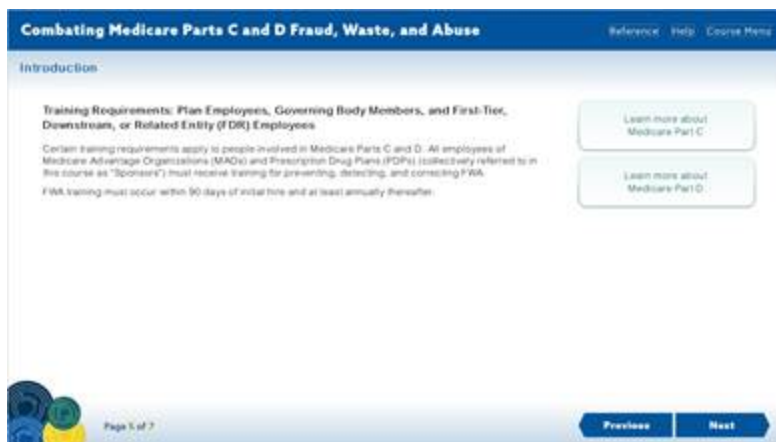 Combating Medicare Parts C and D Fraud, Waste, and Abuse
Reference Help Course Menu
Introduction
Training Requirements: Plan Employees, Governing Body Members, and First-Tier,
Downstream, or Related Entity (FDR) Employees
Certain training requirements apply to people involved in Medicare Parts C and D. All employees of
Medicare Advantage Organizations (MAOs) and Prescription Drug Plans (PDPs) (collectively referred to in
this course as "Sponsors") must receive training for preventing, detecting, and correcting FWA.
FWA training must occur within 90 days of initial hire and at least annually thereafter.
Learn more about
Medicare Part C
Learn more about
Medicare Part D
Page 5 of 7
Previous
Next